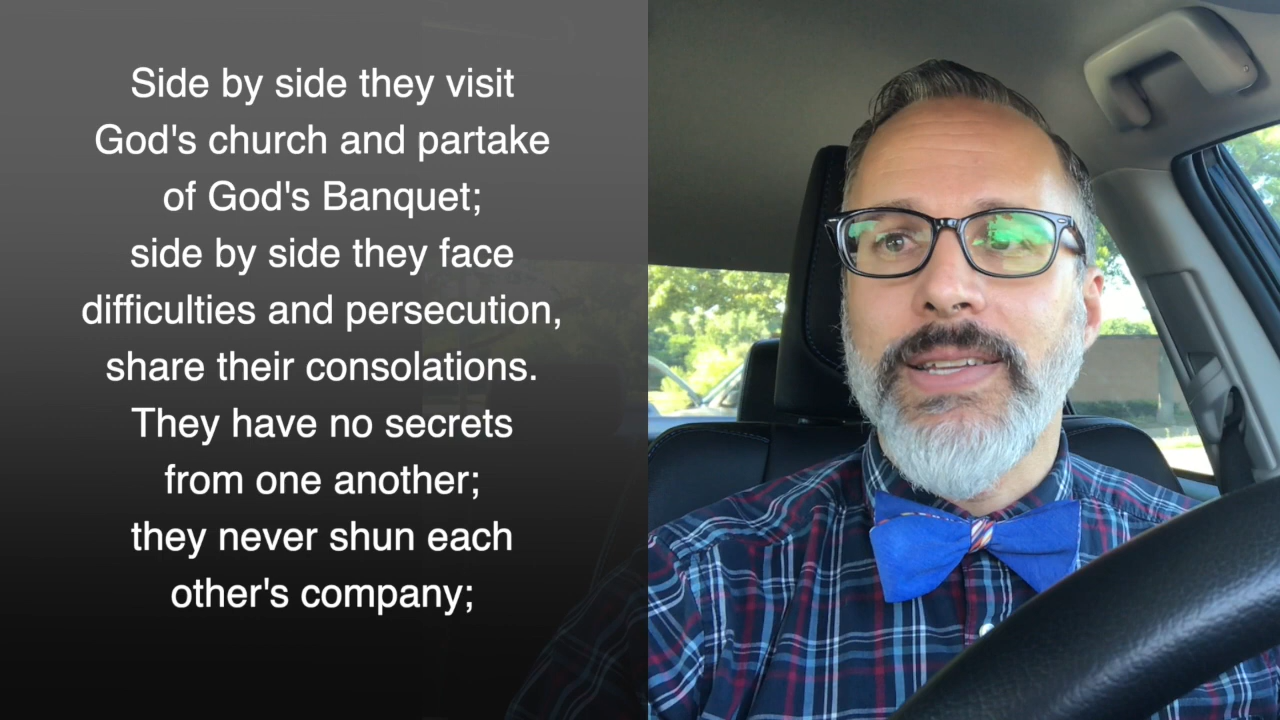 Side by side they visit
God's church and partake
of God's Banquet;
side by side they face
difficulties and persecution,
share their consolations.
They have no secrets
from one another;
they never shun each
other's company;